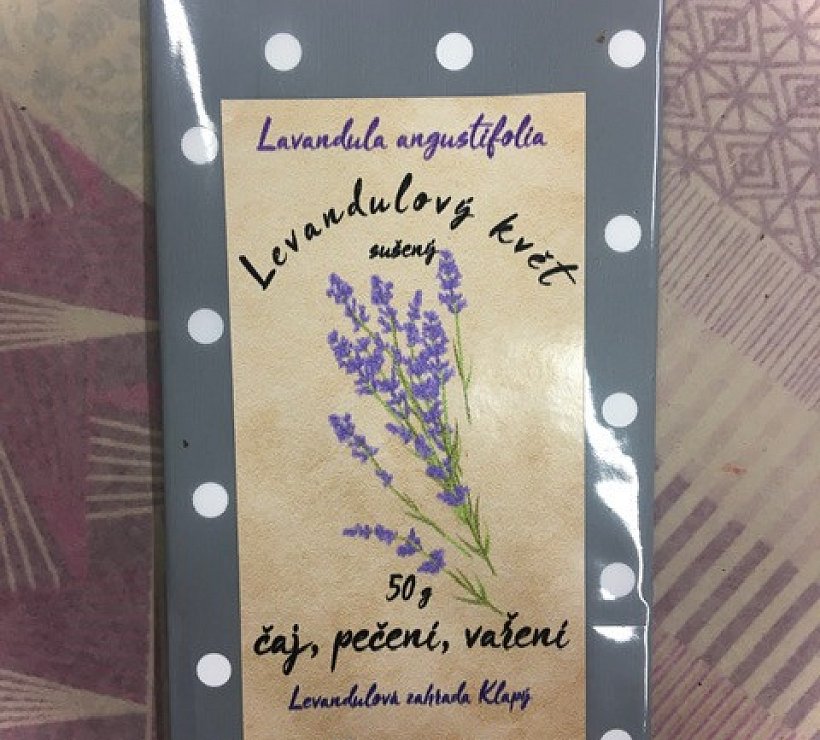 Lavandula angustifolia
Levandulový květ
sušený
50 g
čaj, pečení, vaření
Levandulová zahrada Klapý